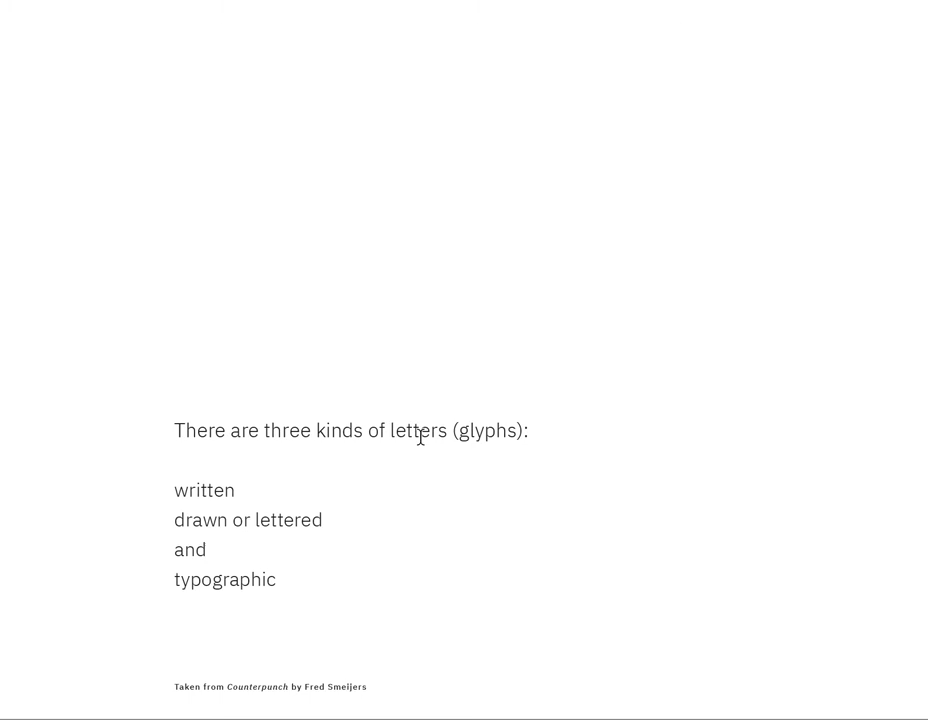 There are three kinds of letters (glyphs):
written
drawn or lettered
and
typographic
Taken from Counterpunch by Fred Smeijers